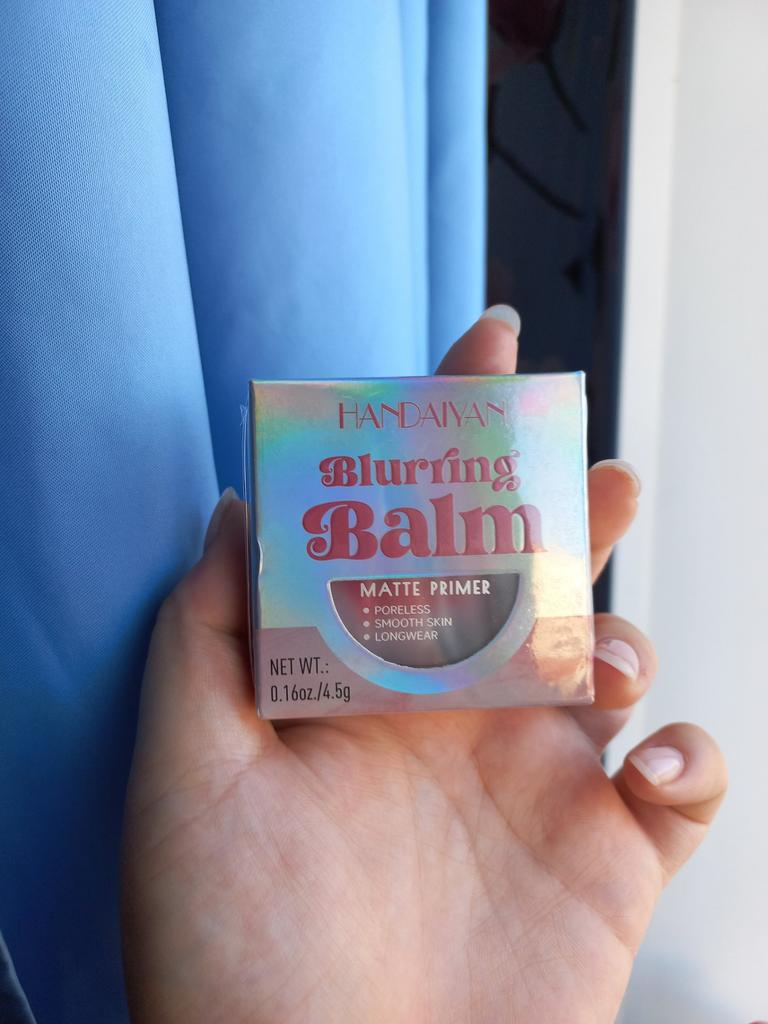 HANDAIYAN
Blurring
Balm
MATTE PRIMER
• PORELESS
• SMOOTH SKIN
• LONGWEAR
NET WT.:
0.16oz./4.5g